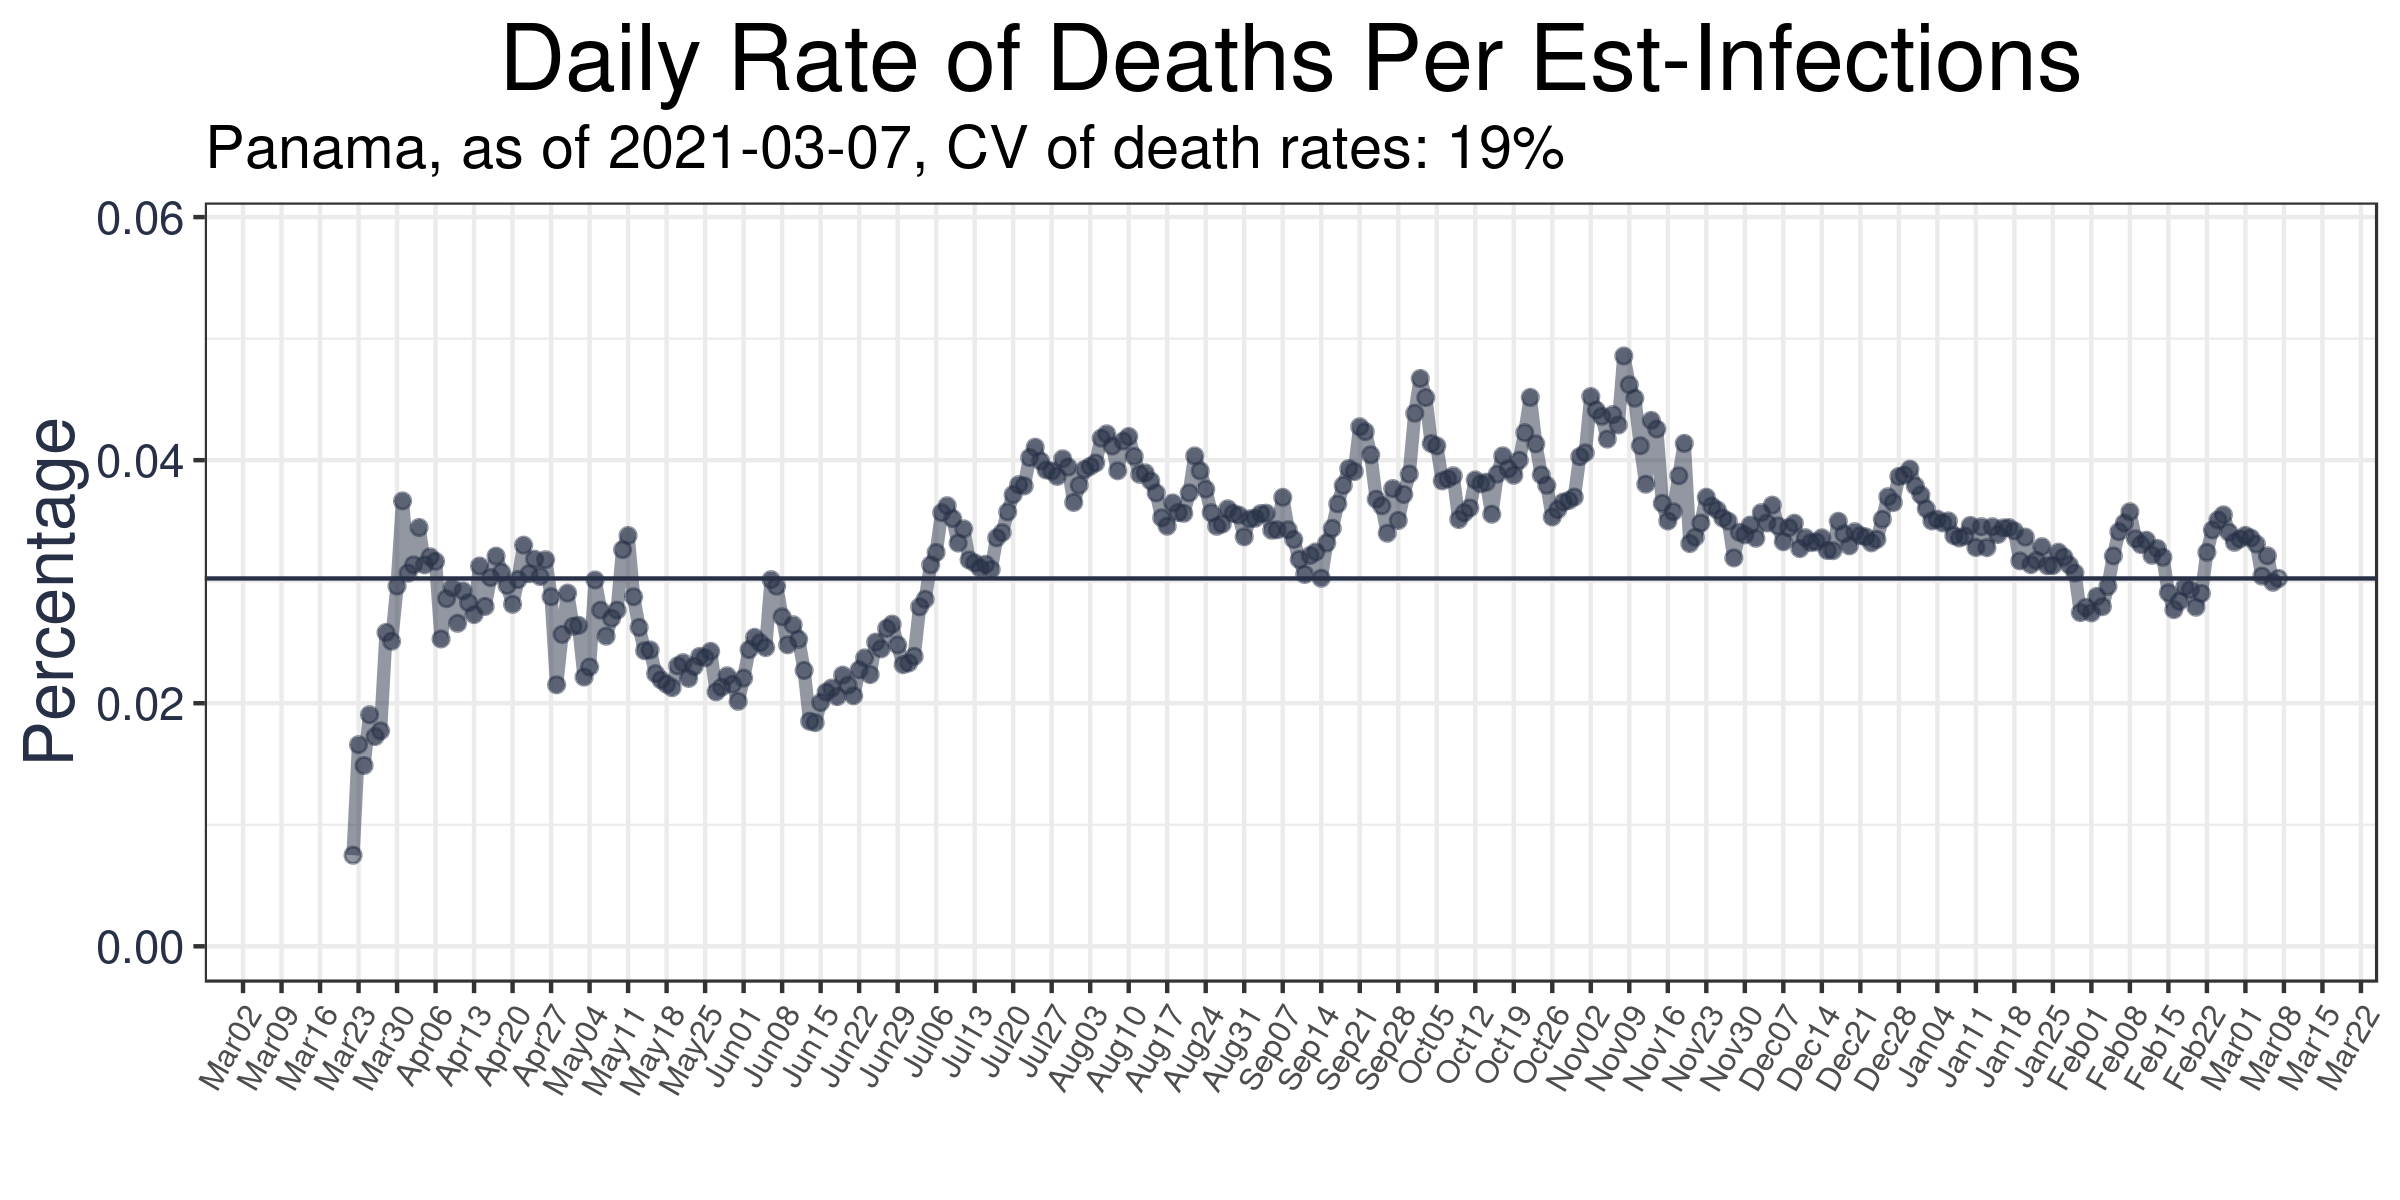 Daily Rate of Deaths Per Est-Infections
Panama, as of 2021-03-07, CV of death rates: 19%
Percentage
0.06
0.04
0.02
0.00
Mar02
Mar09
Mar16
Mar23
Mar30
Apr06
Apr13
Apr20
Apr27
May04
May11
May18
May25
Jun01
Jun08
Jun15
Jun22
Jun29
Jul06
Jul13
Jul20
Jul27
Aug03
Aug10
Aug17
Aug24
Aug31
Sep07
Sep14
Sep21
Sep28
Oct05
Oct12
Oct19
Oct26
Nov02
Nov09
Nov16
Nov23
Nov30
Dec07
Dec14
Dec21
Dec28
Jan04
Jan11
Jan18
Jan25
Feb01
Feb08
Feb15
Feb22
Mar01
Mar08
Mar15
Mar22